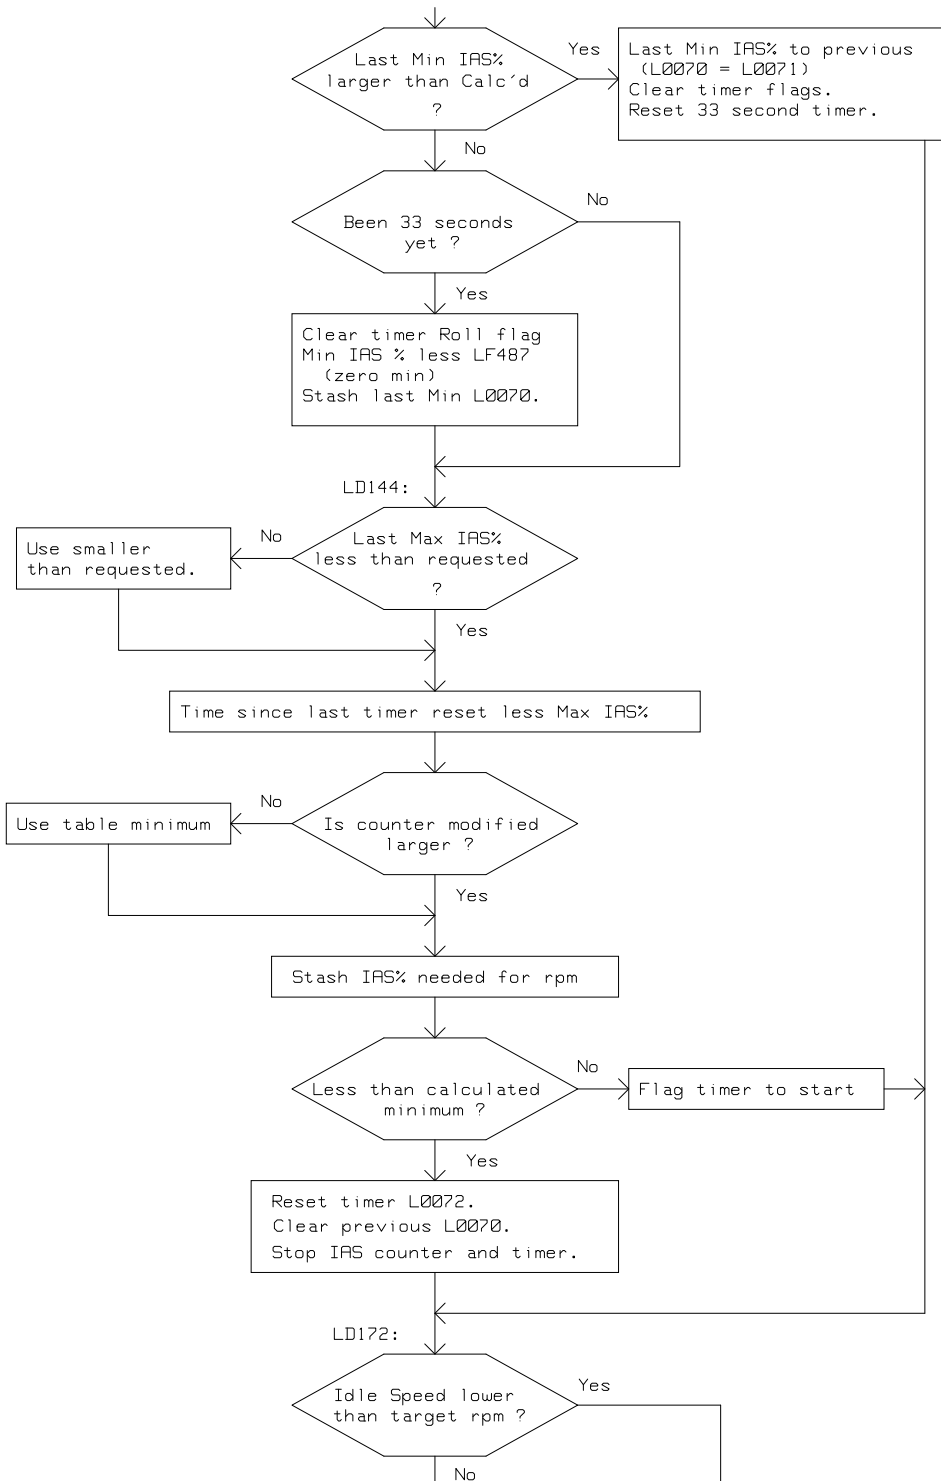 Last Min IAS%
larger than Calc´d
?
Yes
Last Min IAS% to previous
(L0070 = L0071)
Clear timer flags.
Reset 33 second timer.
No
Been 33 seconds
yet ?
No
Yes
Clear timer Roll flag
Min IAS % less LF487
(zero min)
Stash last Min L0070.
LD144:
Last Max IAS%
less than requested
?
No
Use smaller
than requested.
Yes
Time since last timer reset less Max IAS%
Is counter modified
larger ?
No
Use table minimum
Yes
Stash IAS% needed for rpm
Less than calculated
minimum ?
No
Flag timer to start
Yes
Reset timer L0072.
Clear previous L0070.
Stop IAS counter and timer.
LD172:
Idle Speed lower
than target rpm ?
Yes
No